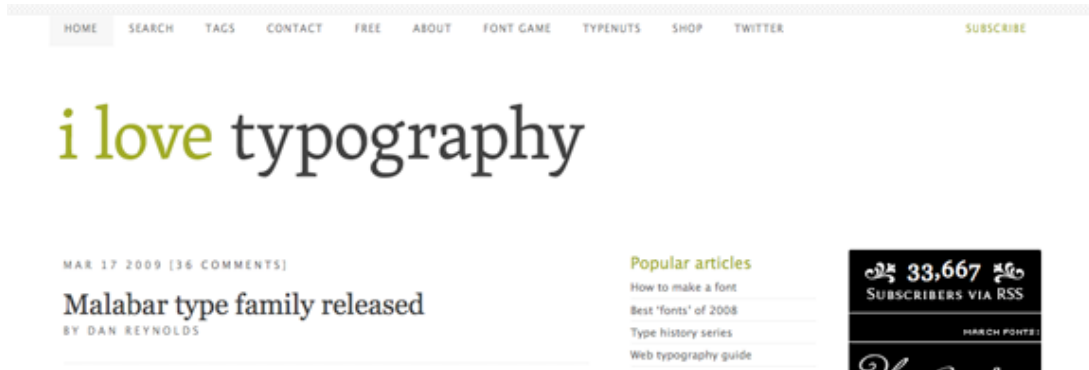 HOME SEARCH TAGS CONTACT FREE ABOUT FONT GAME TYPENUTS SHOP TWITTER SUBSCRIBE
i love typography
MAR 17 2009 [36 COMMENTS]
Malabar type family released
BY DAN REYNOLDS
Popular articles
How to make a font
Best 'fonts' of 2008
Type history series
Web typography guide
33,667
SUBSCRIBERS VIA RSS
MARCH FONTS: